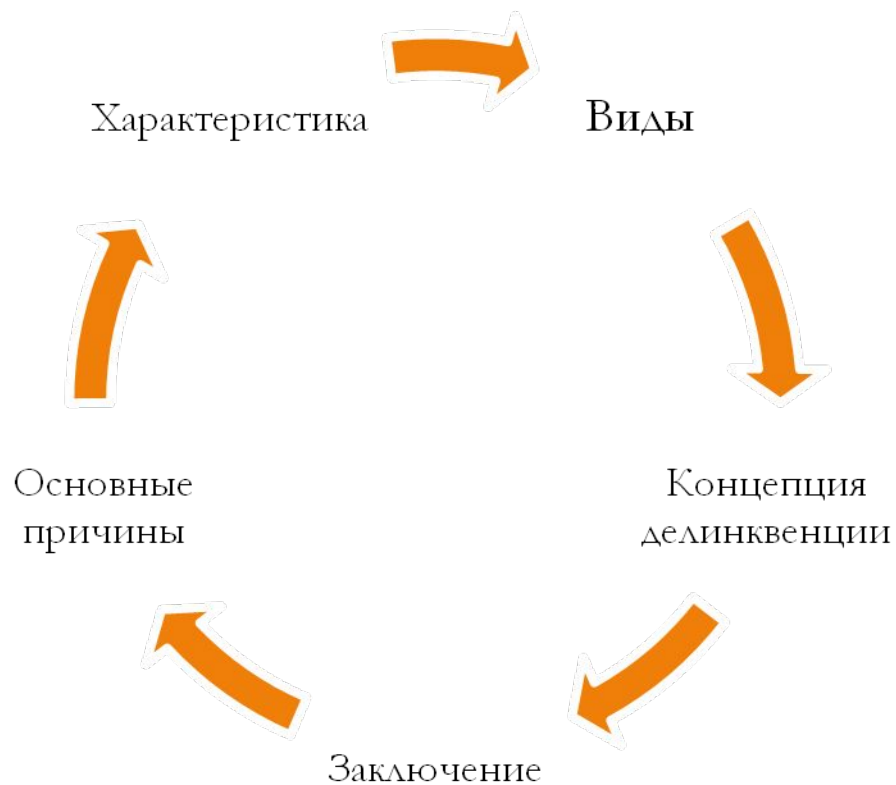 Характеристика
Виды
Концепция
делинквенции
Заключение
Основные
причины